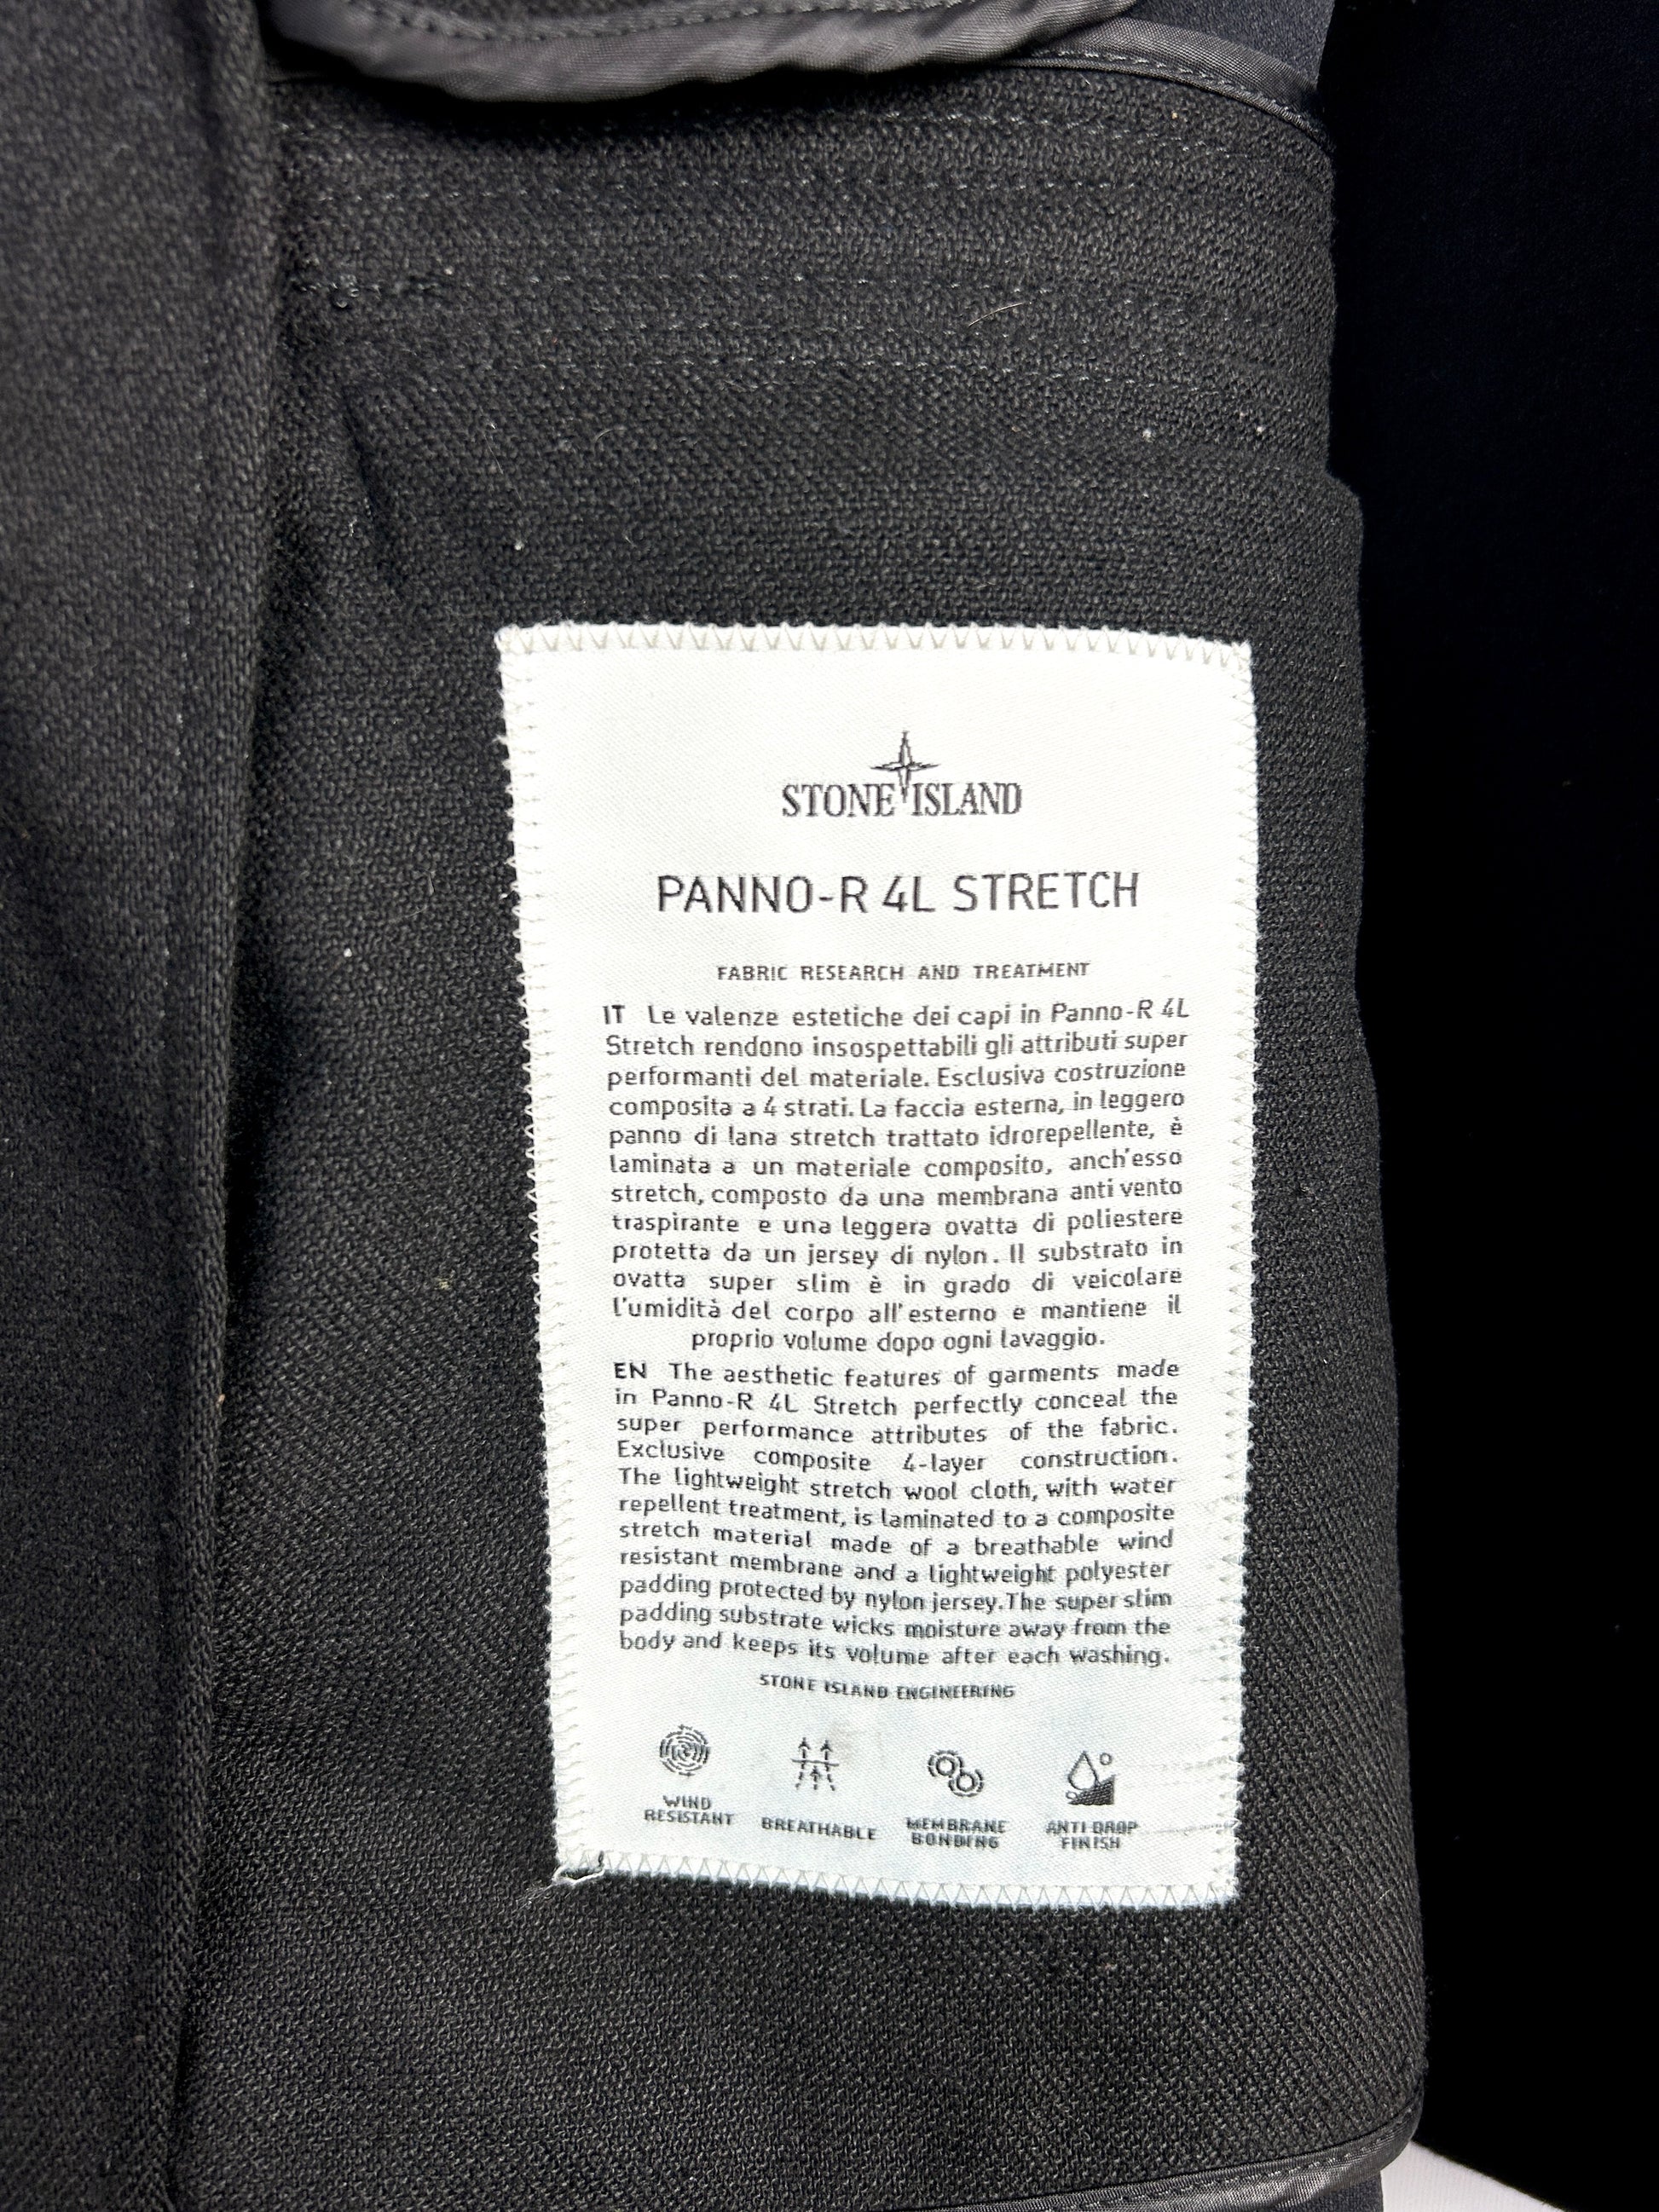 STONE ISLAND
PANNO-R 4L STRETCH
FABRIC RESEARCH AND TREATMENT
IT Le valenze estetiche dei capi in Panno-R 4L
Stretch rendono insospettabili gli attributi super
performanti del materiale. Esclusiva costruzione
composita a 4 strati. La faccia esterna, in leggero
panno di lana stretch trattato idrorepellente, è
laminata a un materiale composito, anch'esso
stretch, composto da una membrana anti vento
traspirante e una leggera ovatta di poliestere
protetta da un jersey di nylon. Il substrato in
ovatta super slim è in grado di veicolare
l'umidità del corpo all'esterno e mantiene il
proprio volume dopo ogni lavaggio.
EN The aesthetic features of garments made
in Panno-R 4L Stretch perfectly conceal the
super performance attributes of the fabric.
Exclusive composite 4-layer construction.
The lightweight stretch wool cloth, with water
repellent treatment, is laminated to a composite
stretch material made of a breathable wind
resistant membrane and a lightweight polyester
padding protected by nylon jersey. The super slim
padding substrate wicks moisture away from the
body and keeps its volume after each washing.
STONE ISLAND ENGINEERING
WIND
RESISTANT
BREATHABLE
MEMBRANE
BONDING
ANTI DROP
FINISH